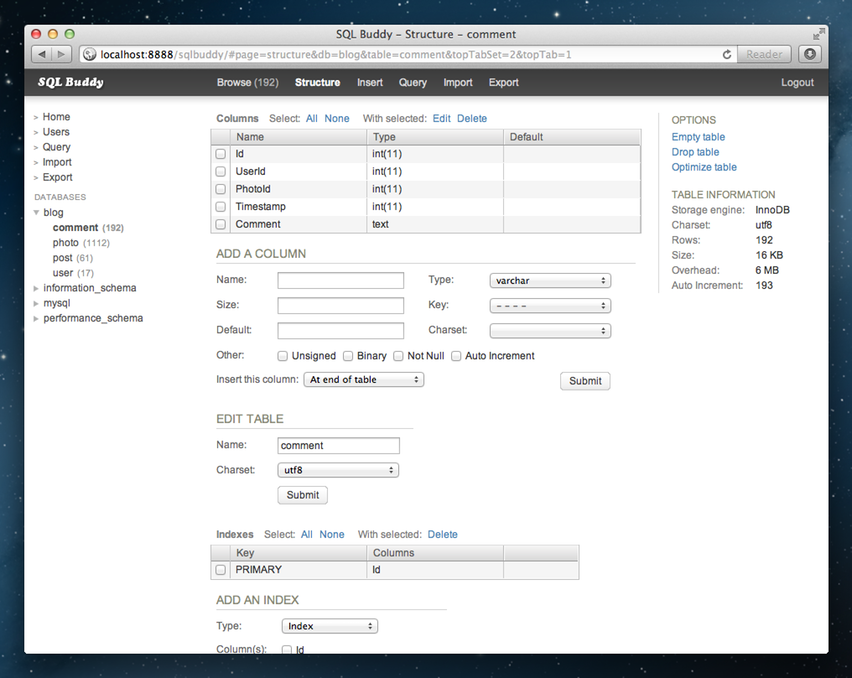 SQL Buddy – Structure – comment
localhost:8888/sqlbuddy/#page=structure&db=blog&table=comment&topTabSet=2&topTab=1
Reader
SQL Buddy
Browse (192) Structure Insert Query Import Export Logout
> Home
> Users
> Query
> Import
> Export
DATABASES
blog
comment (192)
photo (1112)
post (61)
user (17)
information_schema
mysql
performance_schema
Columns Select: All None With selected: Edit Delete
Name Type Default
Id int(11)
UserId int(11)
PhotoId int(11)
Timestamp int(11)
Comment text
ADD A COLUMN
Name: Type: varchar
Size: Key: - - - -
Default: Charset:
Other: Unsigned Binary Not Null Auto Increment
Insert this column: At end of table Submit
EDIT TABLE
Name: comment
Charset: utf8
Submit
Indexes Select: All None With selected: Delete
Key Columns
PRIMARY Id
ADD AN INDEX
Type: Index
Column(s): Id
OPTIONS
Empty table
Drop table
Optimize table
TABLE INFORMATION
Storage engine: InnoDB
Charset: utf8
Rows: 192
Size: 16 KB
Overhead: 6 MB
Auto Increment: 193